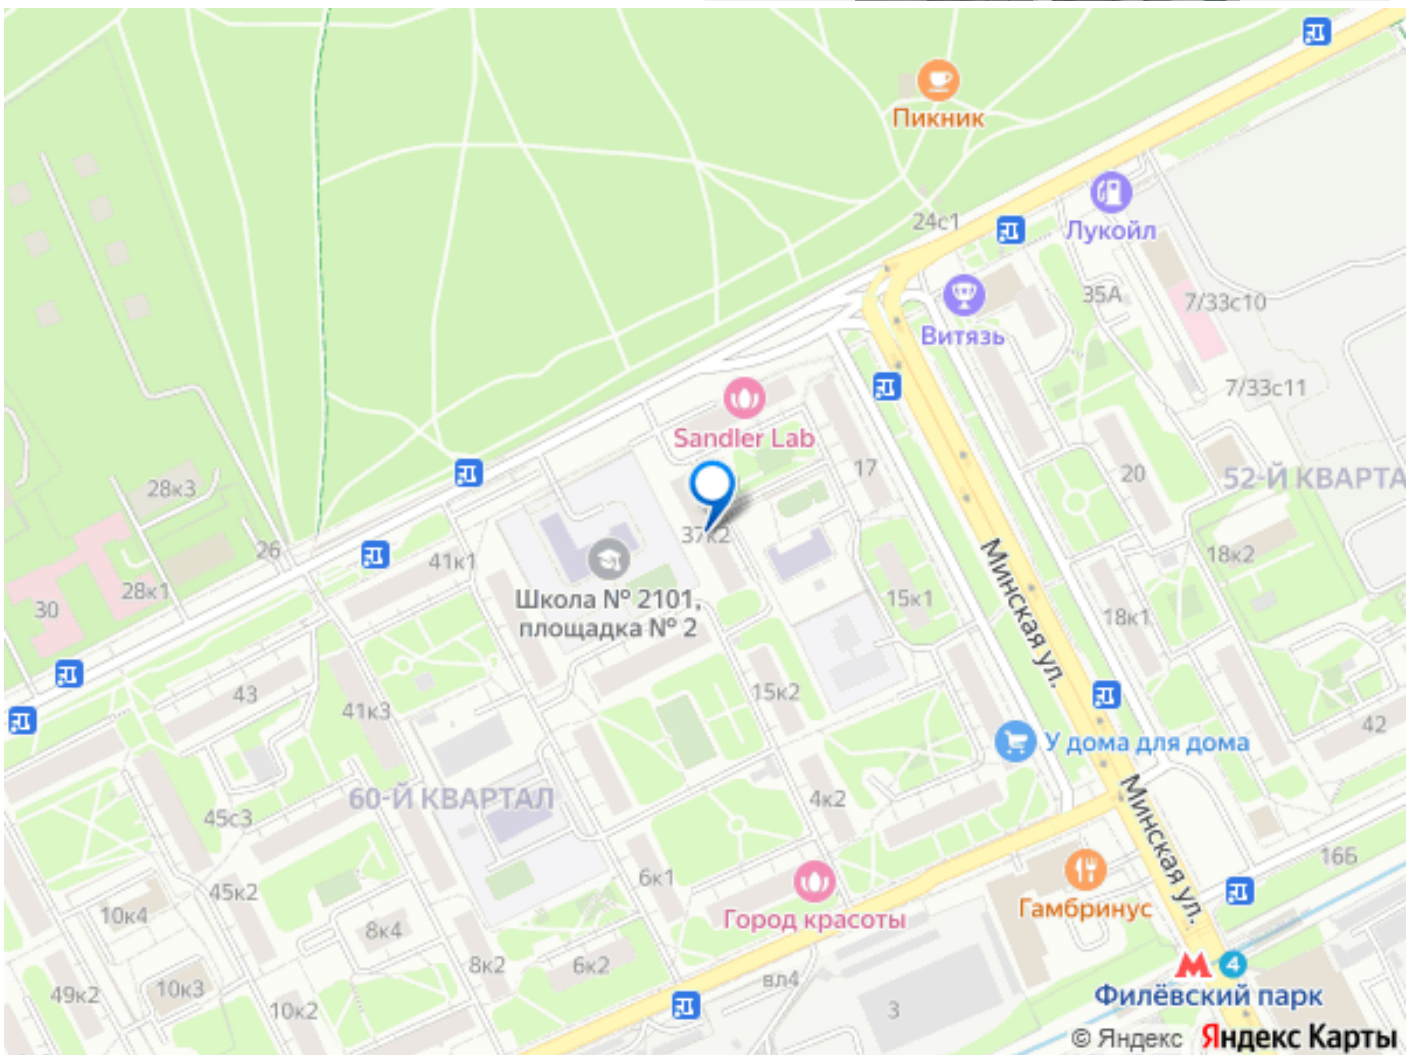 Пикник
24с1
Лукойл
35А
7/33с10
Витязь
7/33с11
Sandler Lab
17
20
52-Й КВАРТА
28к3
37к2
26
41к1
18к2
28к1
30
Школа № 2101,
площадка № 2
15к1
Минская ул.
18к1
43
41к3
15к2
42
У дома для дома
60-Й КВАРТАЛ
4к2
45с3
Минская ул.
16Б
6к1
45к2
10к4
Город красоты
Гамбринус
8к4
8к2
6к2
вл4
М 4
49к2
10к3
10к2
3
Филёвский парк
© Яндекс Яндекс Карты